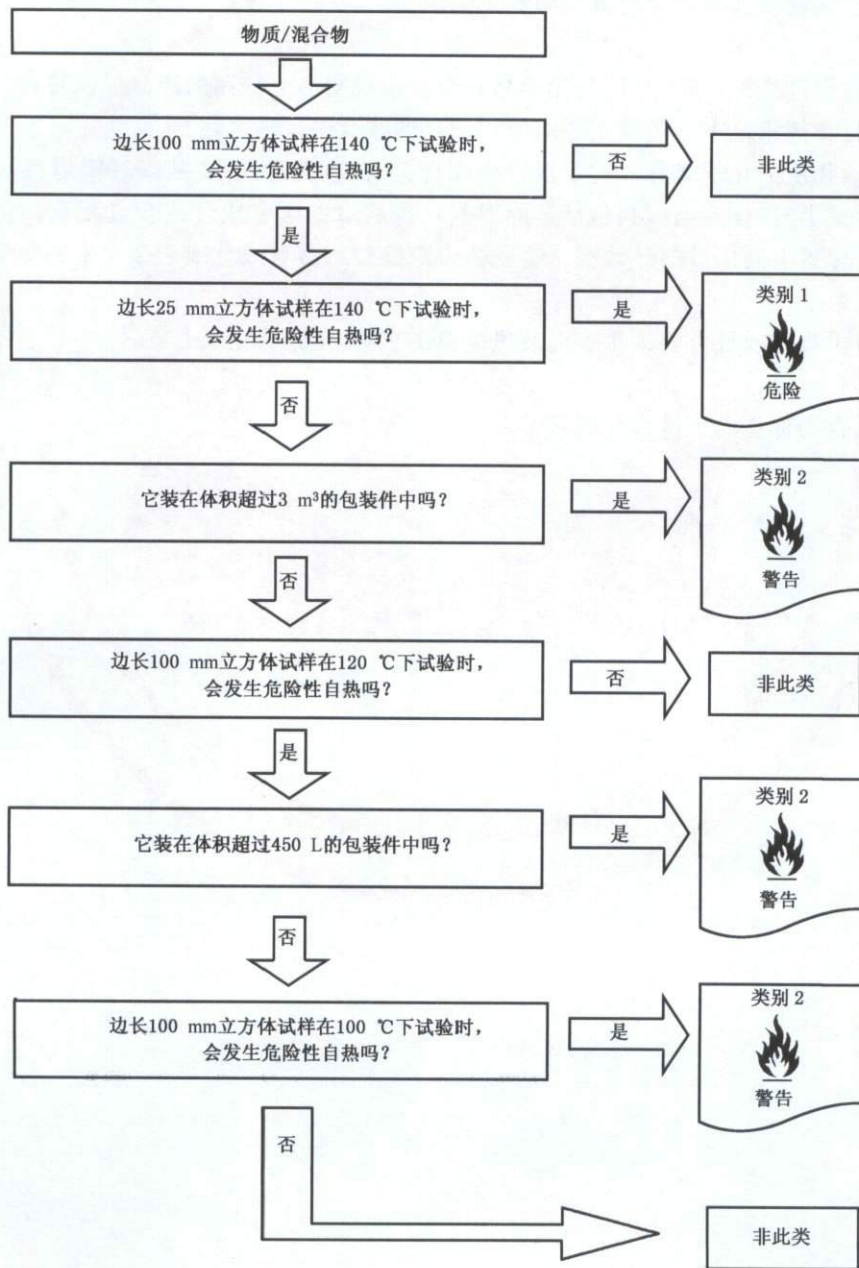 物质/混合物
边长100 mm立方体试样在140 ℃下试验时，
会发生危险性自热吗？
否
非此类
是
边长25 mm立方体试样在140 ℃下试验时，
会发生危险性自热吗？
是
类别 1
危险
否
它装在体积超过3 m³的包装件中吗？
是
类别 2
警告
否
边长100 mm立方体试样在120 ℃下试验时，
会发生危险性自热吗？
否
非此类
是
它装在体积超过450 L的包装件中吗？
是
类别 2
警告
否
边长100 mm立方体试样在100 ℃下试验时，
会发生危险性自热吗？
是
类别 2
警告
否
非此类